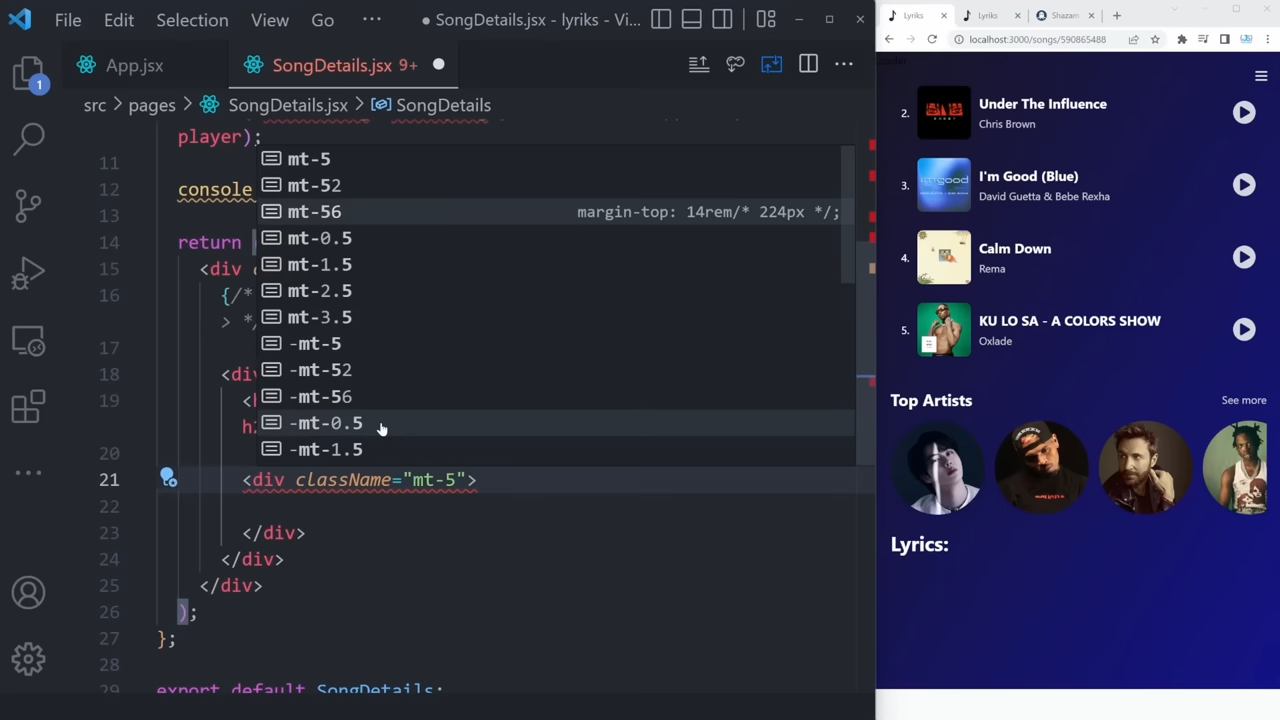 File Edit Selection View Go ··· ● SongDetails.jsx - lyriks - Vi...
App.jsx
SongDetails.jsx 9+
src > pages > SongDetails.jsx > SongDetails
1
player);
11
12 console
13
14 return
15 <div
16 {/*
> *
17
18 <di
19 <
h
20
21 <div className="mt-5">
22
23 </div>
24 </div>
25 </div>
26 );
27 };
28
29 export default SongDetails;
mt-5
mt-52
mt-56 margin-top: 14rem/* 224px */;
mt-0.5
mt-1.5
mt-2.5
mt-3.5
-mt-5
-mt-52
-mt-56
-mt-0.5
-mt-1.5
Lyriks
Lyriks
Shazam
localhost:3000/songs/590865488
2. Under The Influence
Chris Brown
3. I'm Good (Blue)
David Guetta & Bebe Rexha
4. Calm Down
Rema
5. KU LO SA - A COLORS SHOW
Oxlade
Top Artists See more
Lyrics: